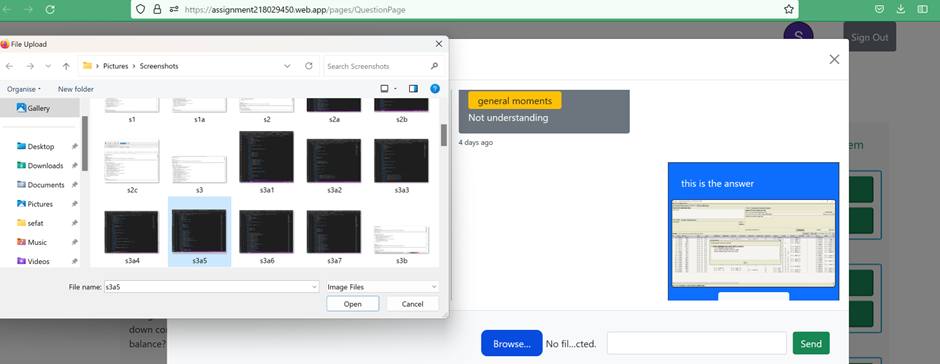 https://assignment218029450.web.app/pages/QuestionPage
S
Sign Out
File Upload
Pictures > Screenshots
Search Screenshots
Organise
New folder
Gallery
Desktop
Downloads
Documents
Pictures
sefat
Music
Videos
s1
s1a
s2
s2a
s2b
s2c
s3
s3a1
s3a2
s3a3
s3a4
s3a5
s3a6
s3a7
s3b
File name:
s3a5
Image Files
Open
Cancel
general moments
Not understanding
4 days ago
this is the answer
em
down co
balance?
Browse...
No fil...cted.
Send